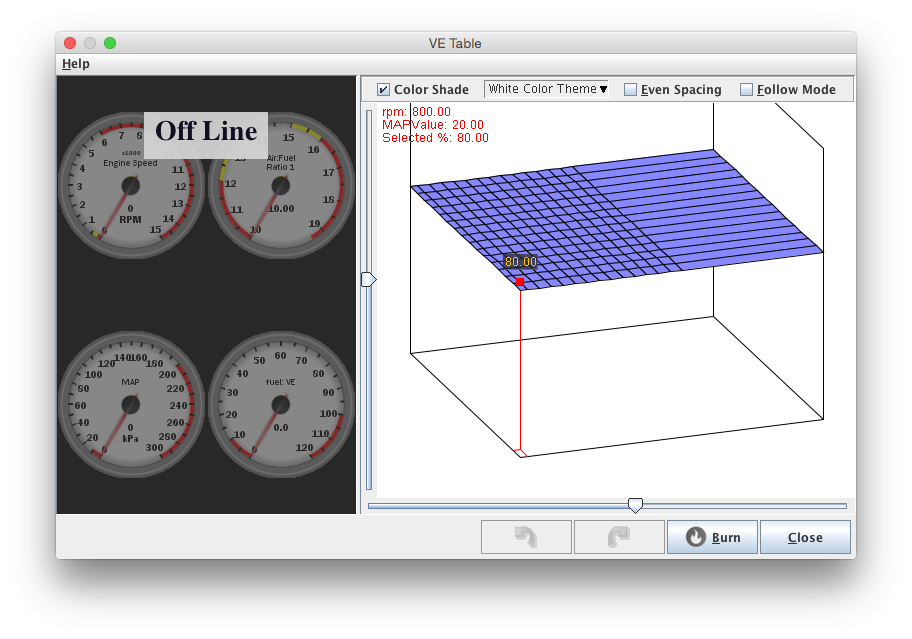 VE Table
Help
Color Shade
White Color Theme
Even Spacing
Follow Mode
Off Line
1 2 3 4 5 6 7 8 11 12 13 14 15
x1000
Engine Speed
0
RPM
10 11 12 15 16 17 18 19
Air:Fuel
Ratio 1
10.00
rpm: 800.00
MAPValue: 20.00
Selected %: 80.00
80.00
0 20 40 60 80 100 120 140 160 180 200 220 240 260 280 300
MAP
0
kPa
10 20 30 40 50 60 70 80 90 100 110 120
fuel: VE
0.0
Burn
Close